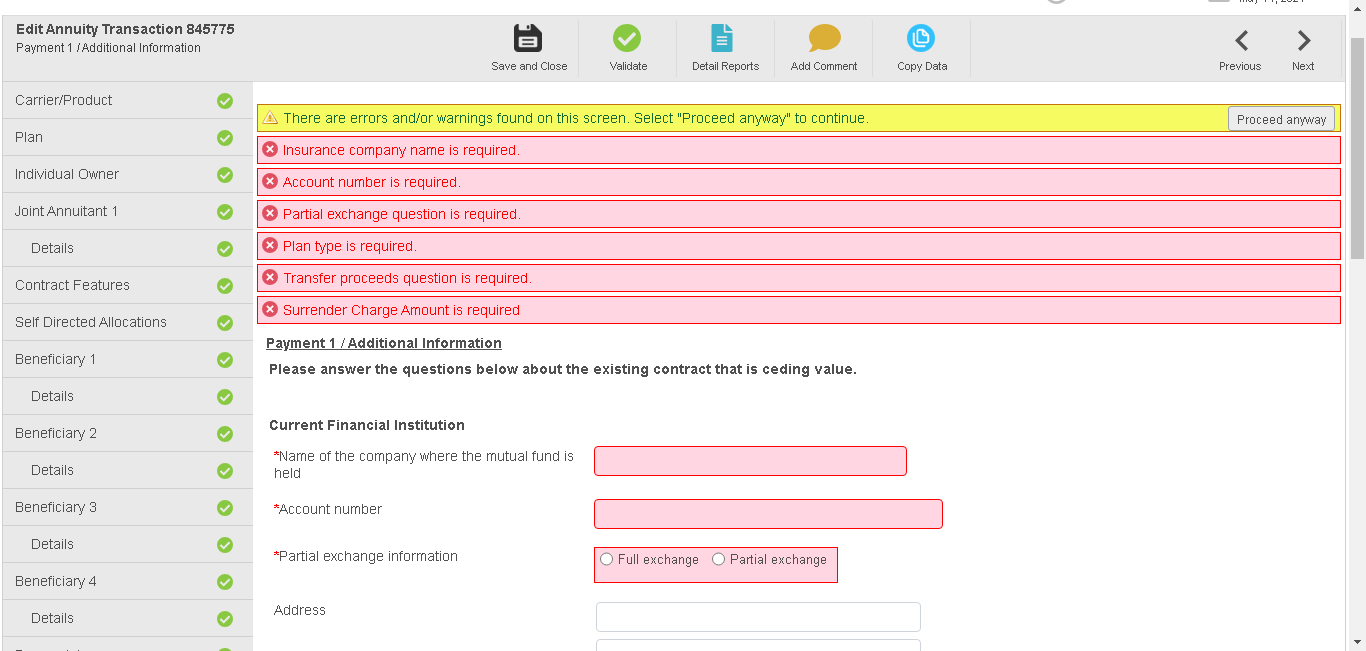 Edit Annuity Transaction 845775
Payment 1 / Additional Information
Save and Close
Validate
Detail Reports
Add Comment
Copy Data
Previous
Next
Carrier/Product
Plan
Individual Owner
Joint Annuitant 1
Details
Contract Features
Self Directed Allocations
Beneficiary 1
Details
Beneficiary 2
Details
Beneficiary 3
Details
Beneficiary 4
Details
There are errors and/or warnings found on this screen. Select "Proceed anyway" to continue.
Proceed anyway
Insurance company name is required.
Account number is required.
Partial exchange question is required.
Plan type is required.
Transfer proceeds question is required.
Surrender Charge Amount is required
Payment 1 / Additional Information
Please answer the questions below about the existing contract that is ceding value.
Current Financial Institution
*Name of the company where the mutual fund is
held
*Account number
*Partial exchange information
Full exchange
Partial exchange
Address